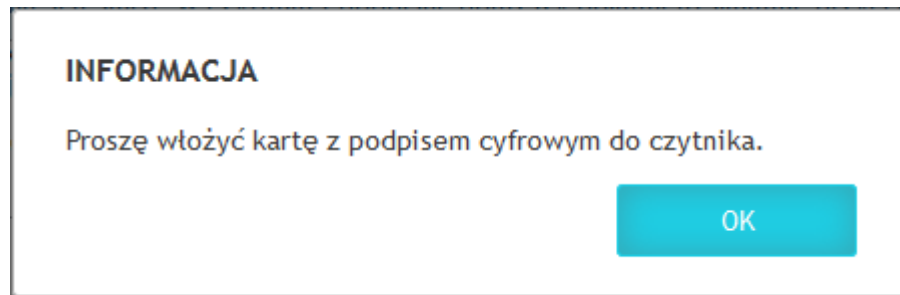 INFORMACJA
Proszę włożyć kartę z podpisem cyfrowym do czytnika.
OK